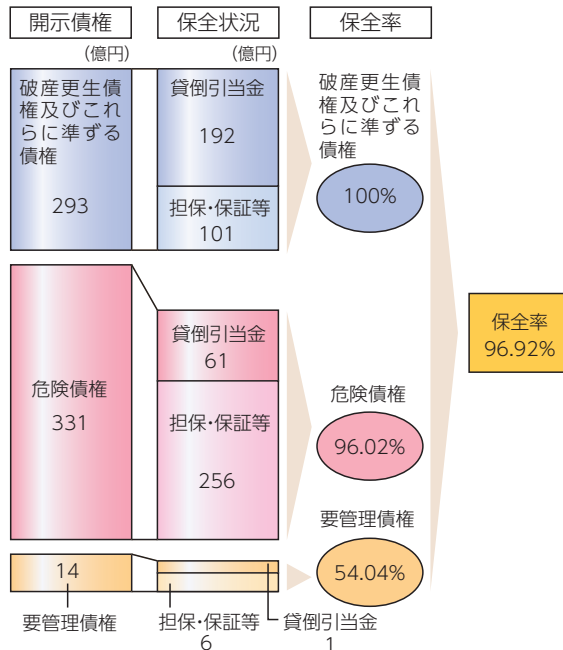 開示債権
保全状況
保全率
(億円)
(億円)
破産更生債
権及びこれ
らに準ずる
債権
293
貸倒引当金
192
担保・保証等
101
破産更生債
権及びこれ
らに準ずる
債権
100%
危険債権
331
貸倒引当金
61
担保・保証等
256
危険債権
96.02%
保全率
96.92%
14
要管理債権
担保・保証等
6
貸倒引当金
1
要管理債権
54.04%